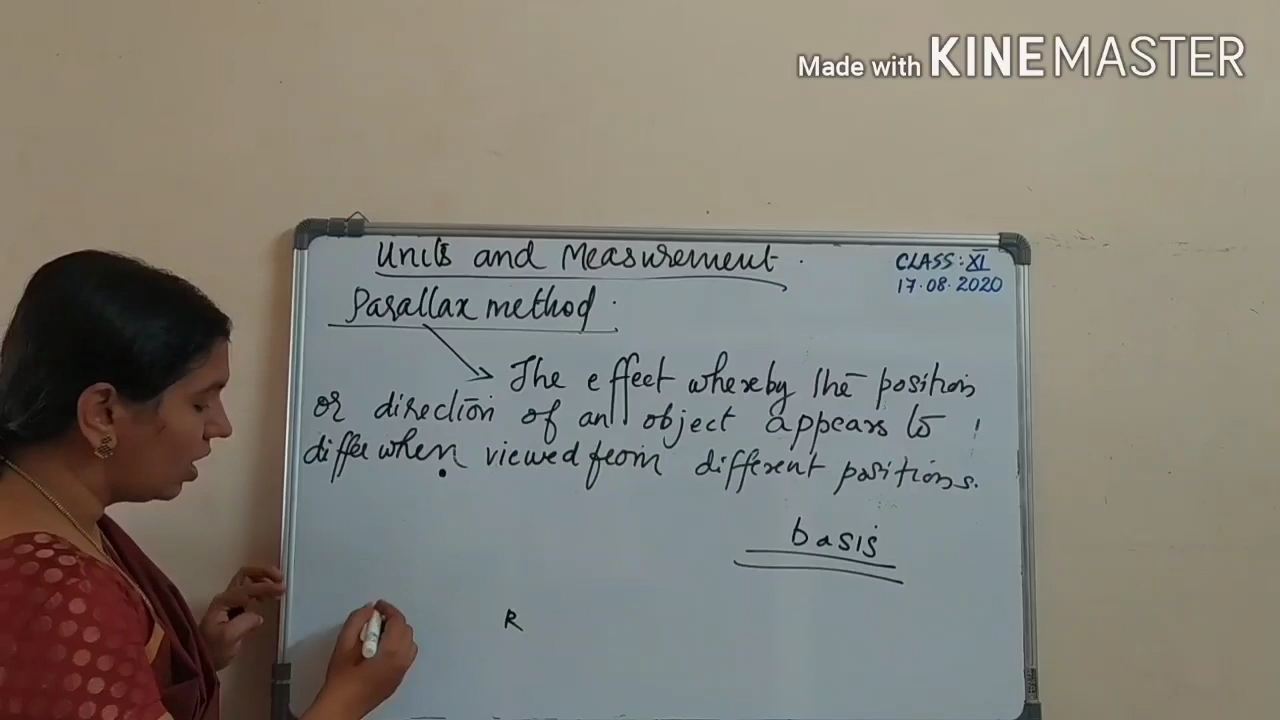 Made with KINEMASTER
Units and Measurement.
CLASS: XI
17.08.2020
Parallax method.
The effect whereby the position
or direction of an object appears to
differ when viewed from different positions.
basis
R